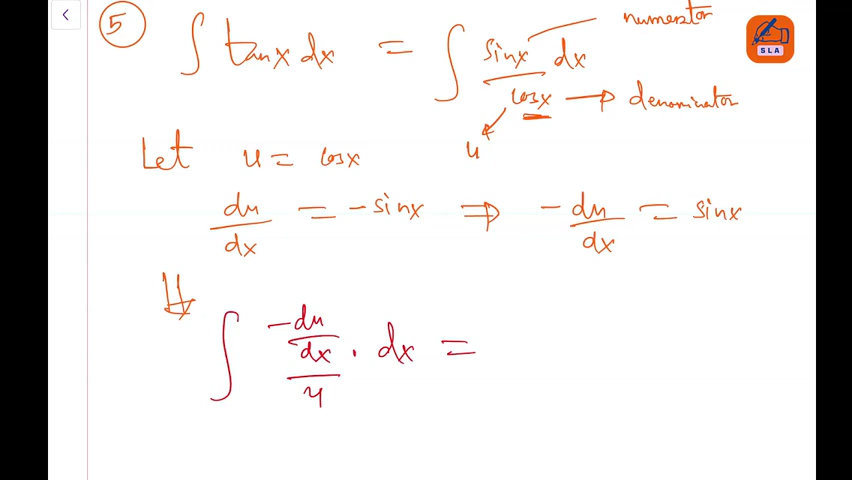 5 ∫ tanx dx = ∫ sinx/cosx dx numerator
SLA
denominator
u
Let u = cosx
du/dx = -sinx ⇒ -du/dx = sinx
⇓
∫ (-du/dx)/u · dx =